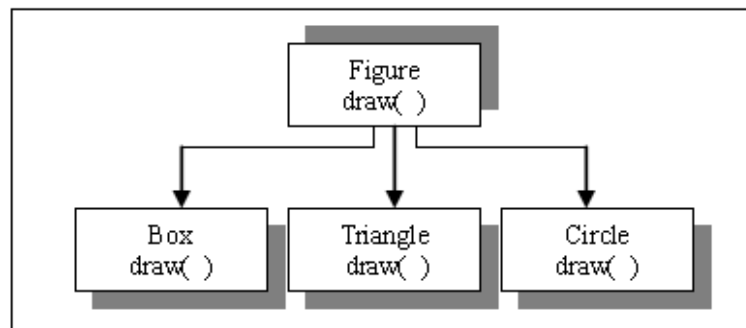 Figure
draw( )
Box
draw( )
Triangle
draw( )
Circle
draw( )